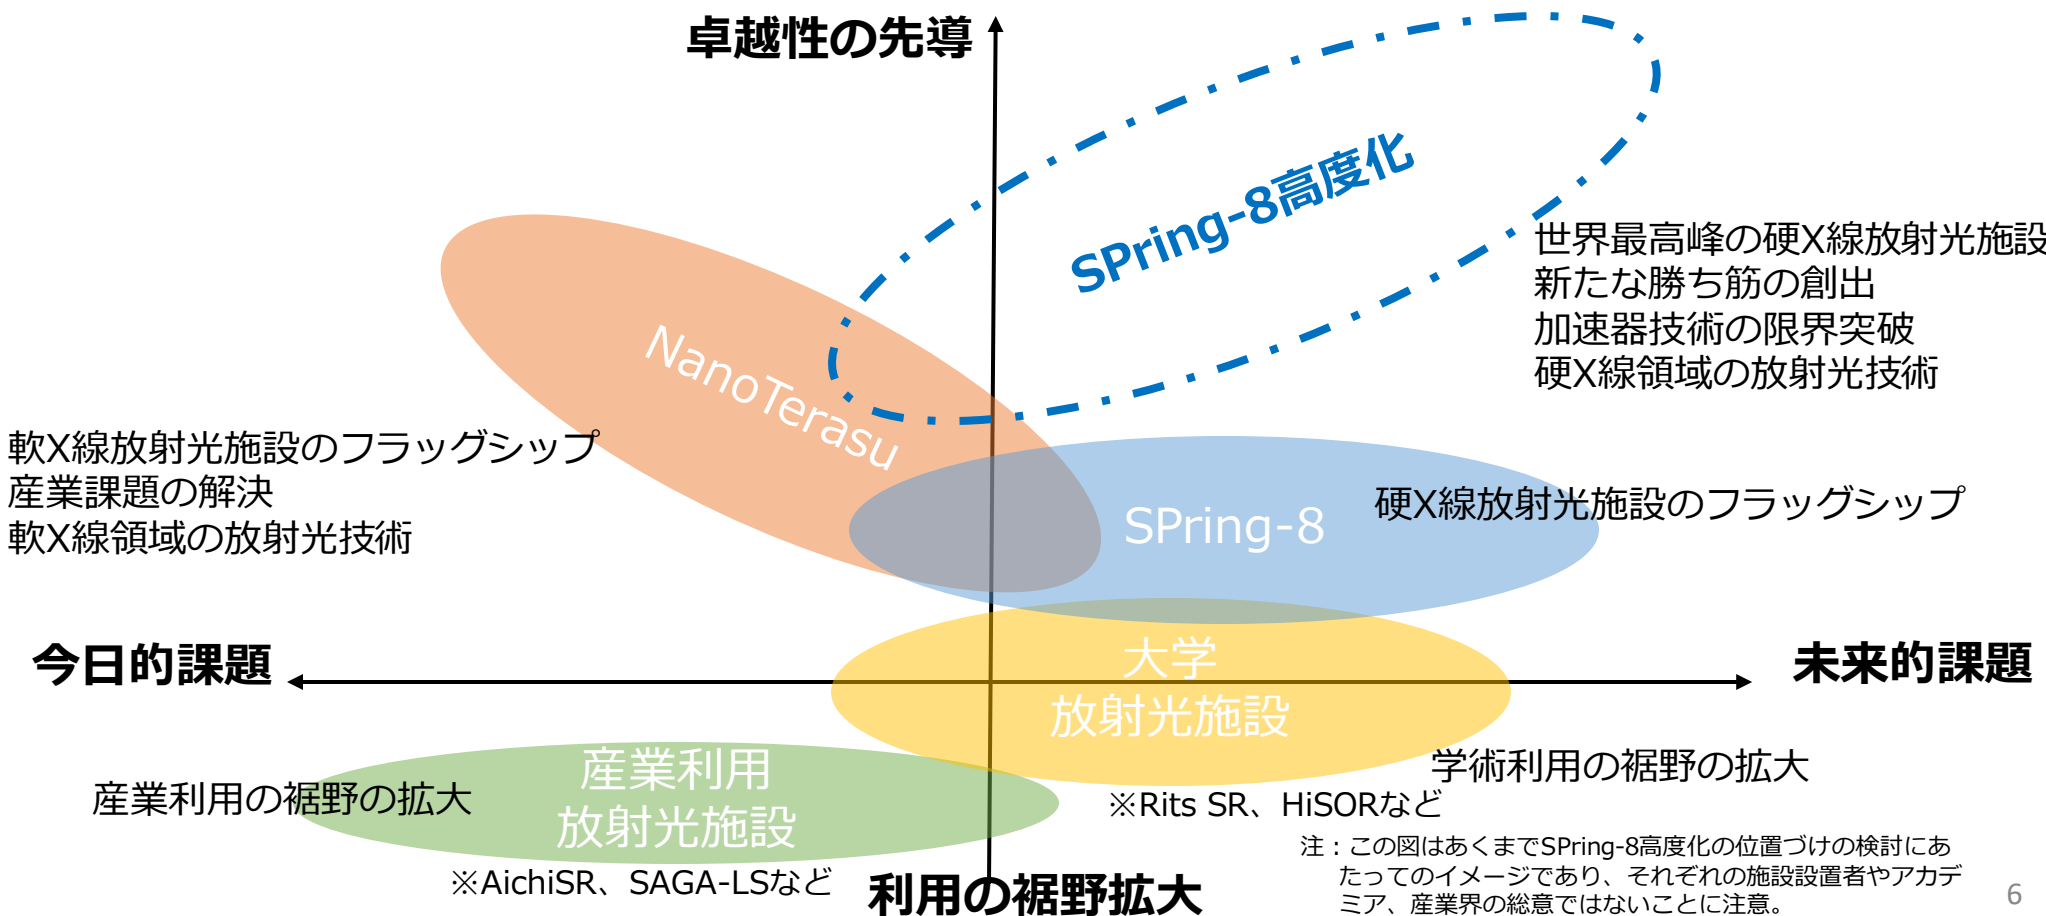 卓越性の先導
SPring-8高度化
世界最高峰の硬X線放射光施設
新たな勝ち筋の創出
加速器技術の限界突破
硬X線領域の放射光技術
NanoTerasu
軟X線放射光施設のフラッグシップ
産業課題の解決
軟X線領域の放射光技術
SPring-8
硬X線放射光施設のフラッグシップ
今日的課題
未来的課題
大学
放射光施設
学術利用の裾野の拡大
※Rits SR、HiSORなど
産業利用の裾野の拡大
産業利用
放射光施設
※AichiSR、SAGA-LSなど
利用の裾野拡大
注：この図はあくまでSPring-8高度化の位置づけの検討にあ
たってのイメージであり、それぞれの施設設置者やアカデ
ミア、産業界の総意ではないことに注意。
6